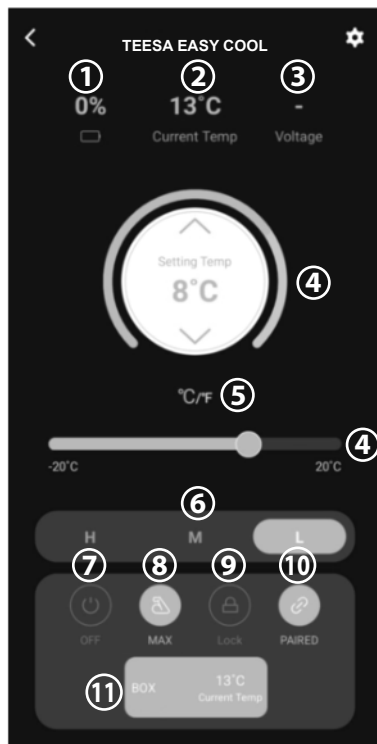 TEESA EASY COOL
1 2 3
0% 13°C -
Current Temp Voltage
Setting Temp
8°C
4
°C/°F 5
4
-20°C 20°C
6
H M L
7 8 9 10
OFF MAX Lock PAIRED
11 BOX 13°C
Current Temp